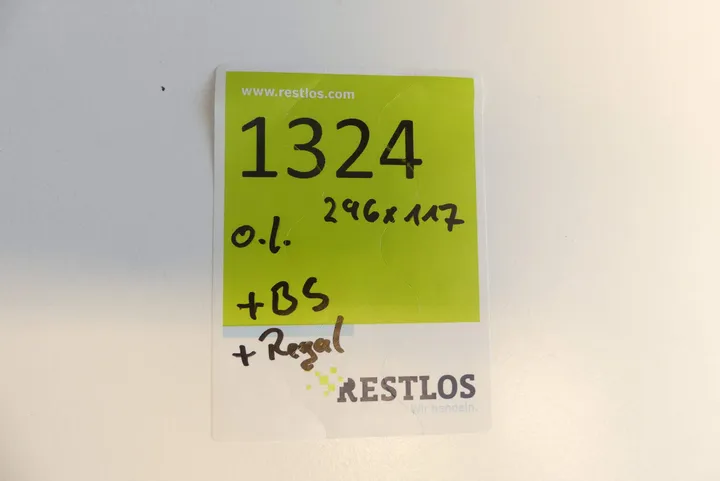 www.restlos.com
1324
296x117
o.l.
+BS
+Regal
RESTLOS